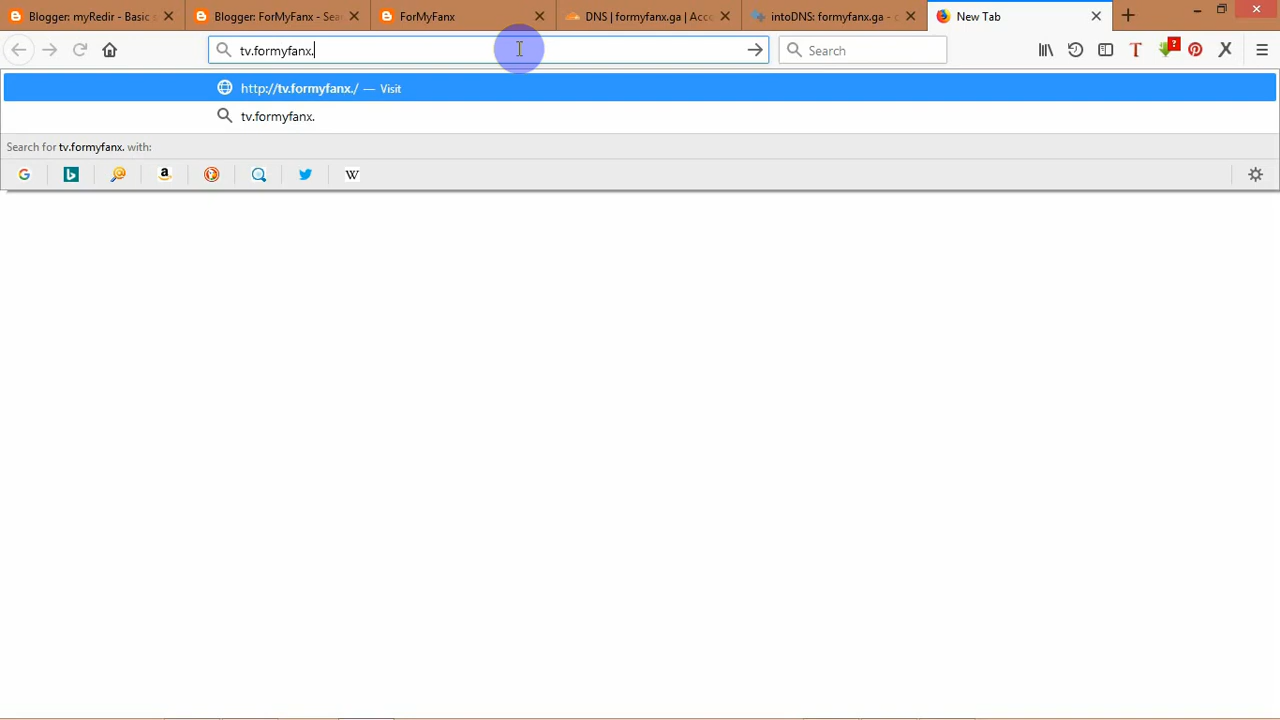 Blogger: myRedir - Basic
Blogger: ForMyFanx - Sea
ForMyFanx
DNS | formyfanx.ga | Acco
intoDNS: formyfanx.ga - c
New Tab
tv.formyfanx.
Search
http://tv.formyfanx./ — Visit
tv.formyfanx.
Search for tv.formyfanx. with: